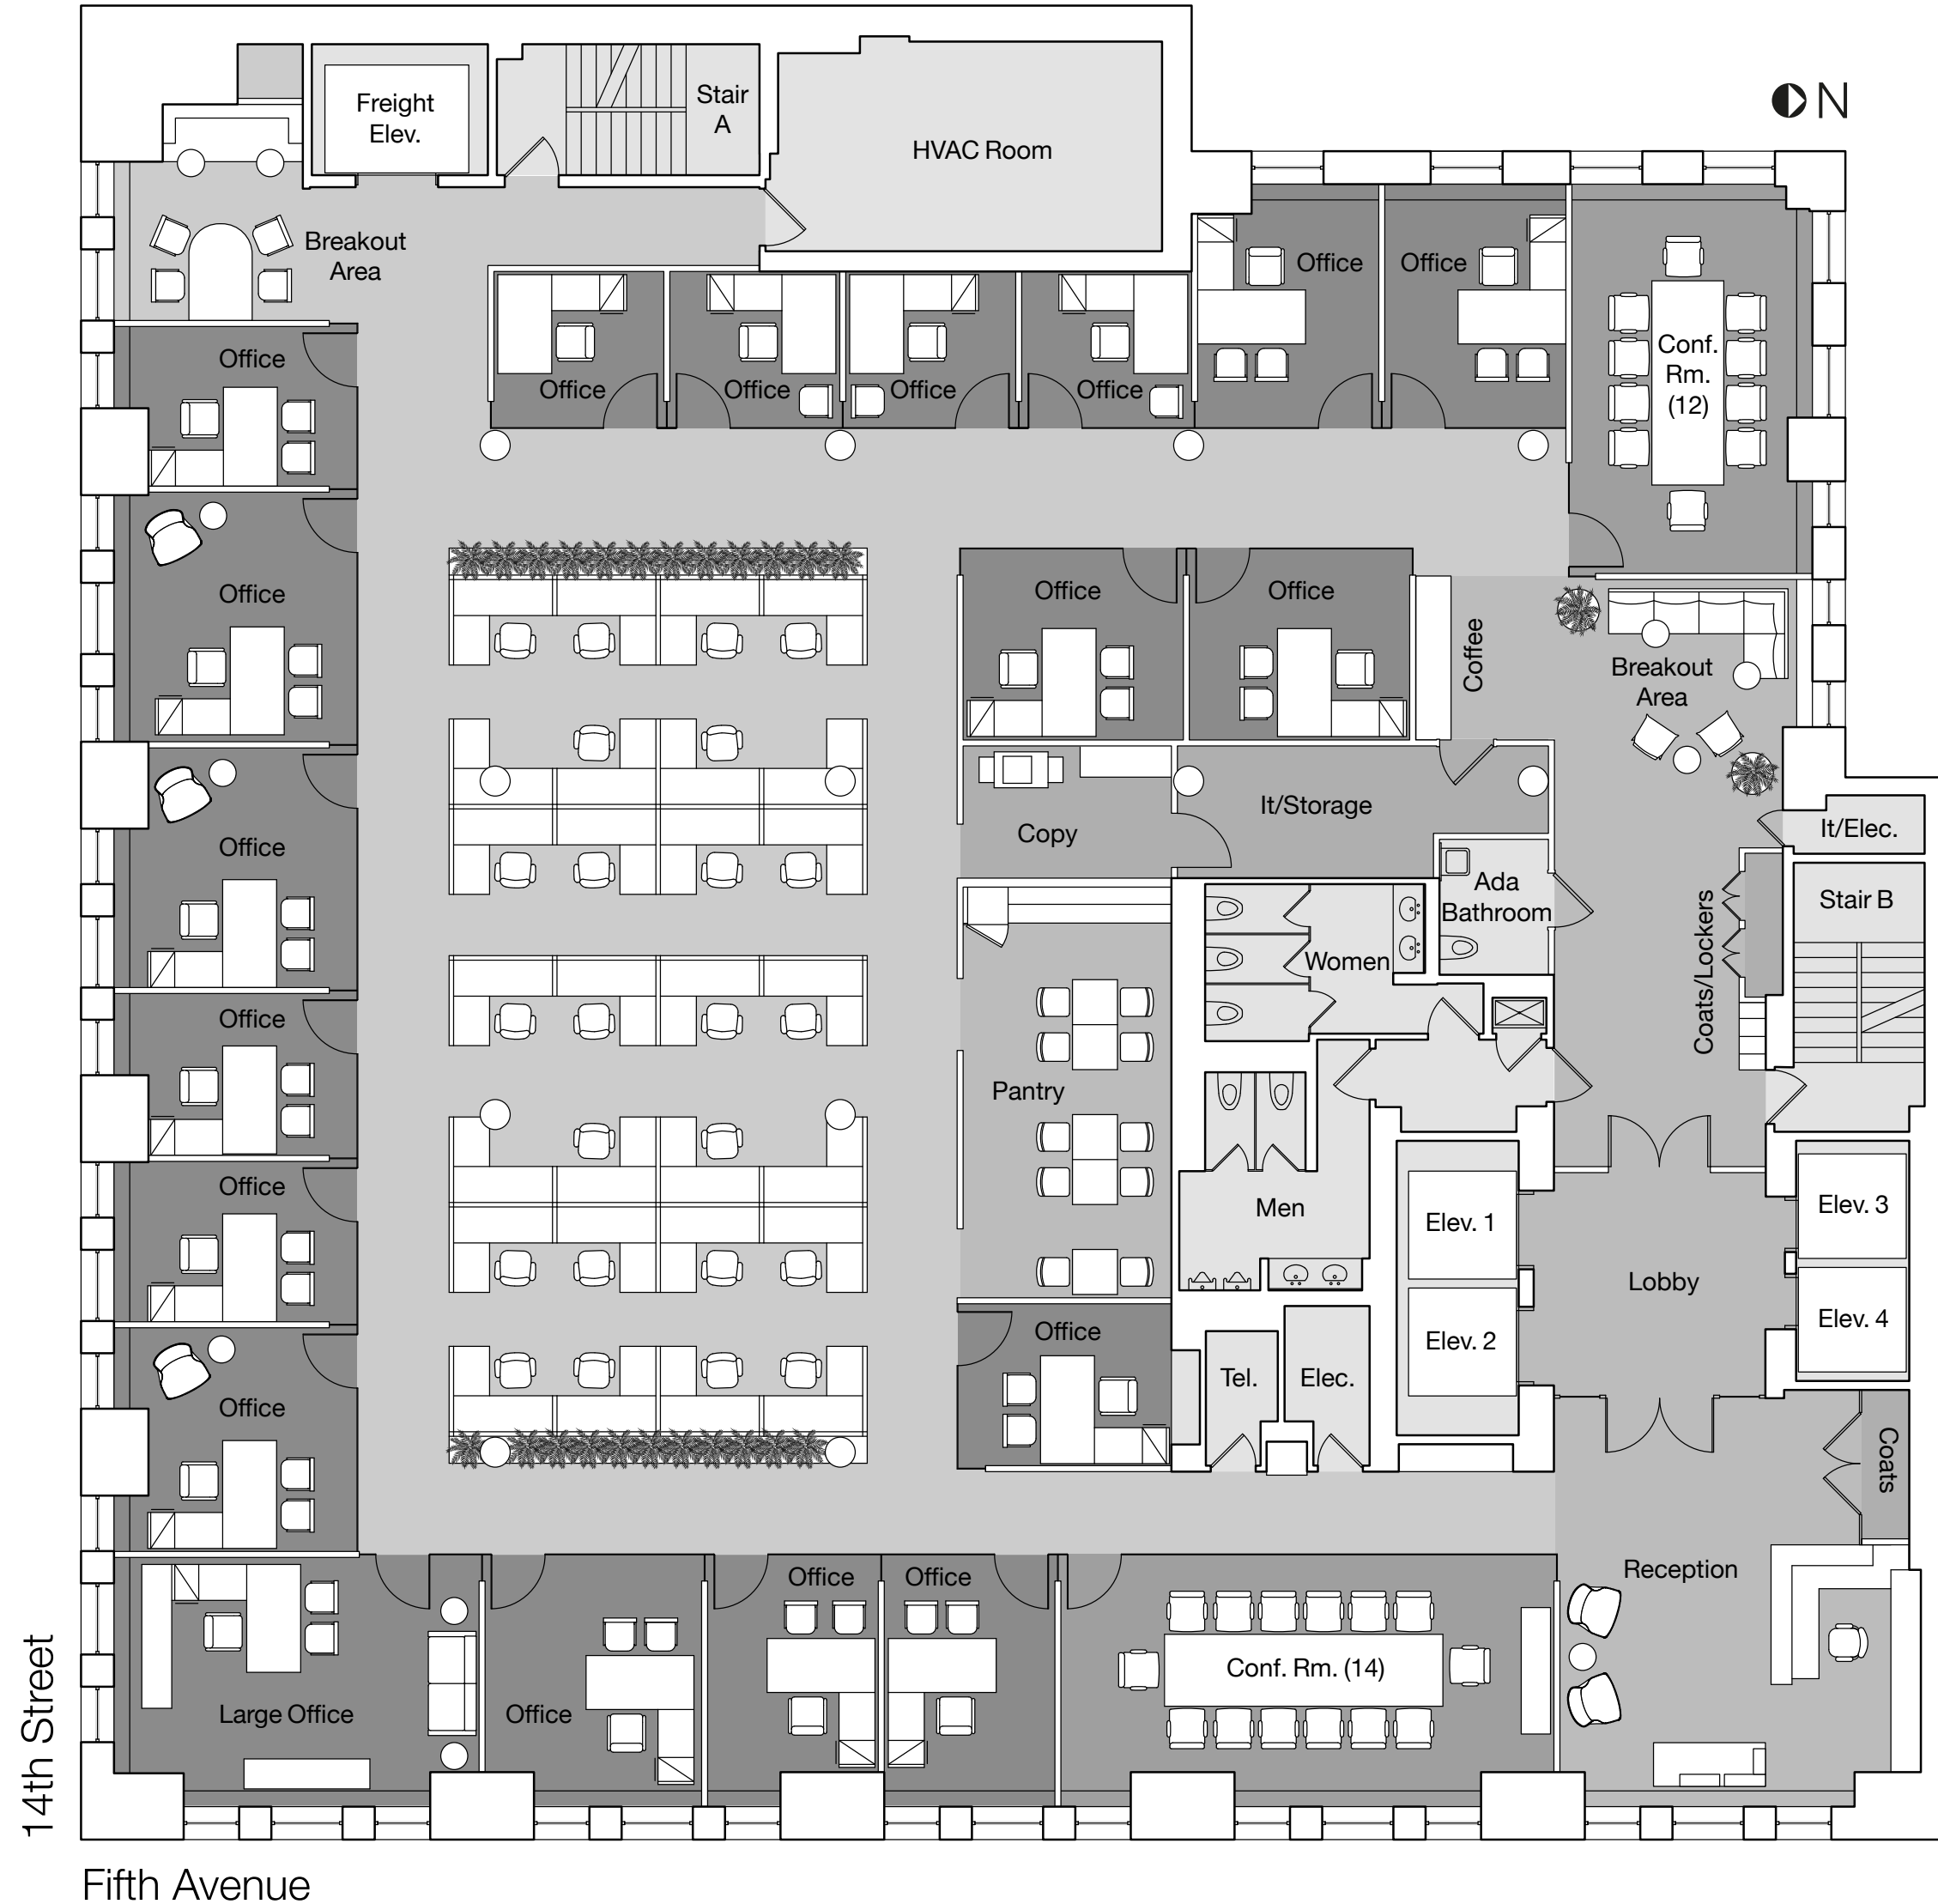 Freight
Elev.
Stair
A
HVAC Room
N
Breakout
Area
Office
Office
Office
Office
Office
Office
Office
Conf.
Rm.
(12)
Office
Office
Office
Coffee
Breakout
Area
Office
Copy
It/Storage
It/Elec.
Ada
Bathroom
Women
Coats/Lockers
Stair B
Office
Pantry
Office
Men
Elev. 1
Elev. 2
Lobby
Elev. 3
Elev. 4
Office
Office
Tel.
Elec.
Coats
Large Office
Office
Office
Office
Conf. Rm. (14)
Reception
14th Street
Fifth Avenue